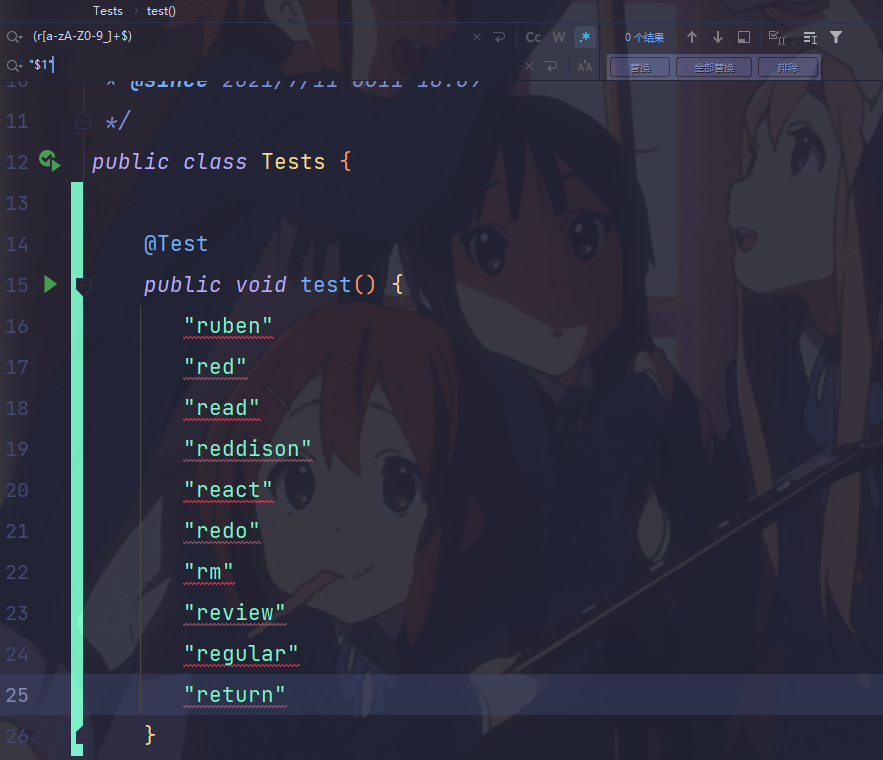 Tests > test()
(r[a-zA-Z0-9_]+$) Cc W .* 0 个结果
"$1" 替换 全部替换 排除
10 * @since 2021/7/11
11 */
12 public class Tests {
13
14 @Test
15 public void test() {
16 "ruben"
17 "red"
18 "read"
19 "reddison"
20 "react"
21 "redo"
22 "rm"
23 "review"
24 "regular"
25 "return"
26 }